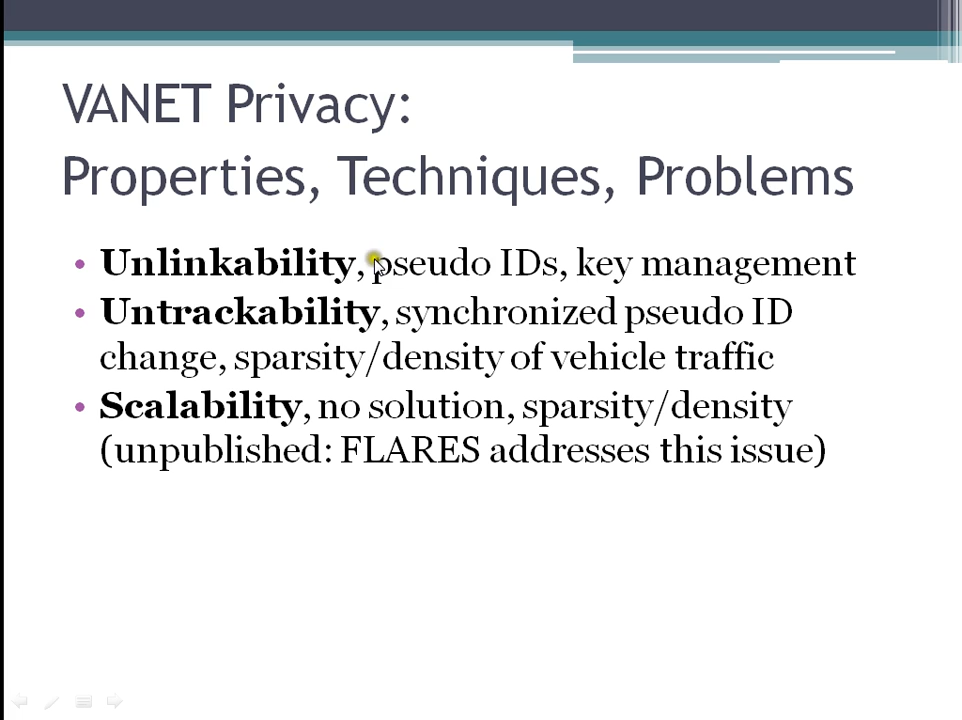 VANET Privacy:
Properties, Techniques, Problems
• Unlinkability, pseudo IDs, key management
• Untrackability, synchronized pseudo ID
change, sparsity/density of vehicle traffic
• Scalability, no solution, sparsity/density
(unpublished: FLARES addresses this issue)